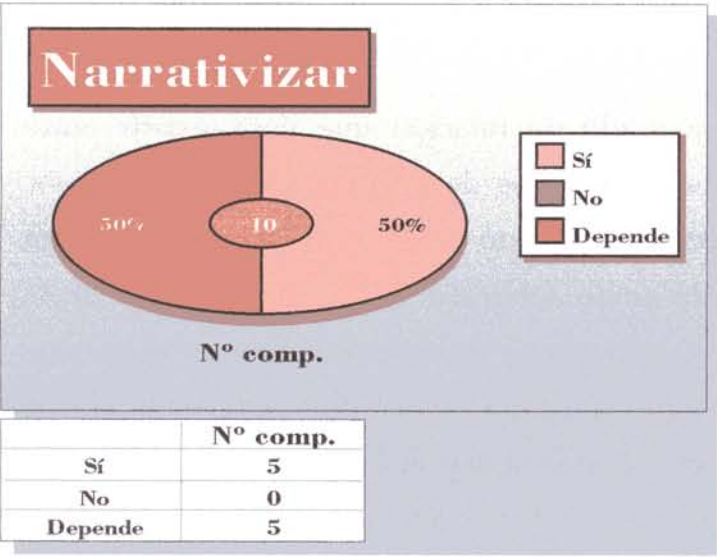 Narrativizar
Sí
No
Depende
50% 10 50%
Nº comp.
Nº comp.
Sí 5
No 0
Depende 5